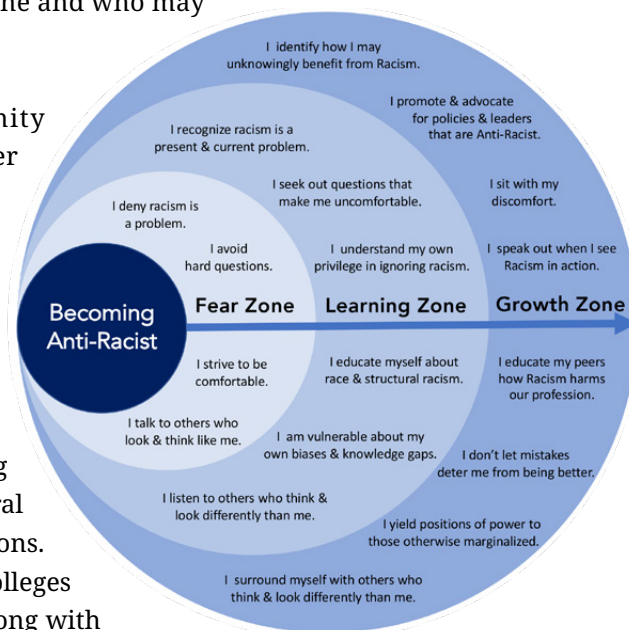 ne and who may
nity
er
g
ral
ons.
olleges
ong with
I identify how I may
unknowingly benefit from Racism.
I promote & advocate
for policies & leaders
that are Anti-Racist.
I recognize racism is a
present & current problem.
I seek out questions that
make me uncomfortable.
I sit with my
discomfort.
I deny racism is
a problem.
I avoid
hard questions.
I understand my own
privilege in ignoring racism.
I speak out when I see
Racism in action.
Becoming
Anti-Racist
Fear Zone
Learning Zone
Growth Zone
I strive to be
comfortable.
I educate myself about
race & structural racism.
I educate my peers
how Racism harms
our profession.
I talk to others who
look & think like me.
I am vulnerable about my
own biases & knowledge gaps.
I don't let mistakes
deter me from being better.
I listen to others who think &
look differently than me.
I yield positions of power to
those otherwise marginalized.
I surround myself with others who
think & look differently than me.